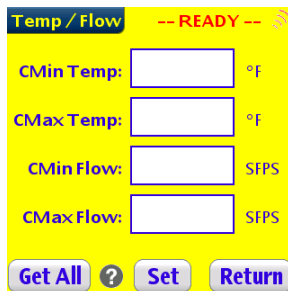 Temp / Flow -- READY --
CMin Temp: °F
CMax Temp: °F
CMin Flow: SFPS
CMax Flow: SFPS
Get All ? Set Return